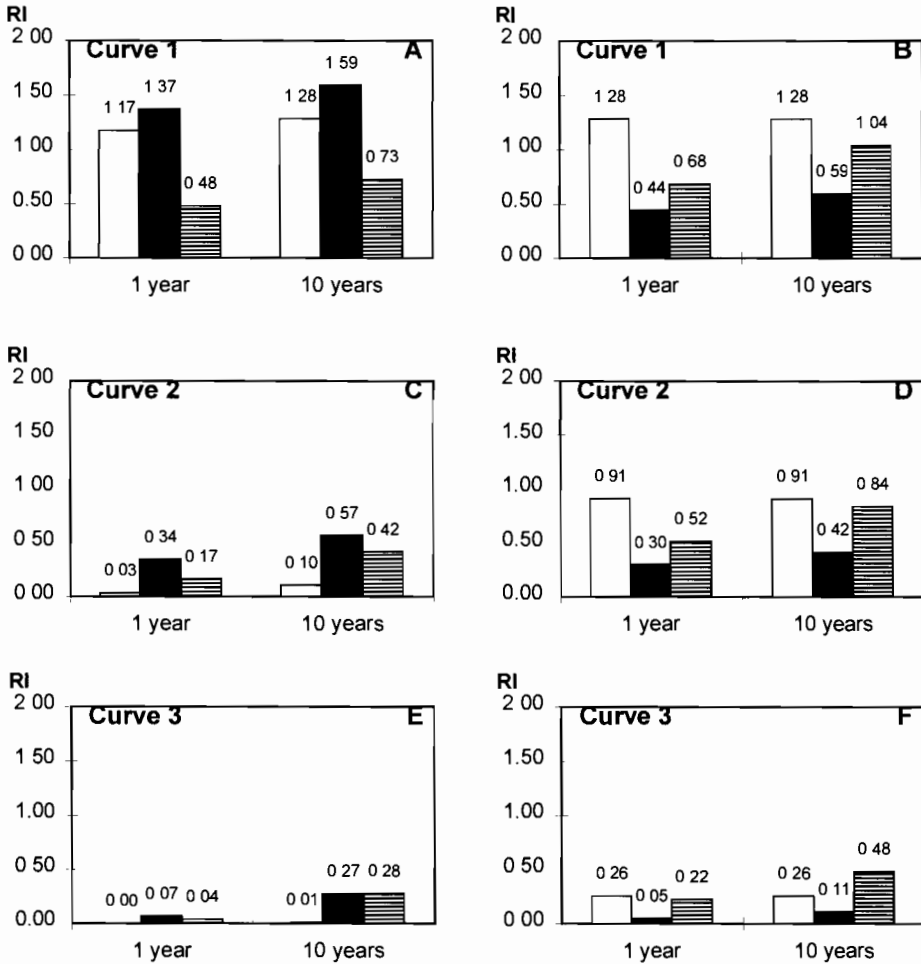 RI
2 00
Curve 1
A
1 50
1 00
0 50
0 00
1 17
1 37
0 48
1 28
1 59
0 73
1 year
10 years
RI
2 00
Curve 1
B
1 50
1 00
0 50
0.00
1 28
0 44
0 68
1 28
0 59
1 04
1 year
10 years
RI
2 00
Curve 2
C
1 50
1 00
0 50
0 00
0 03
0 34
0 17
0 10
0 57
0 42
1 year
10 years
RI
2 00
Curve 2
D
1.50
1 00
0 50
0.00
0 91
0 30
0 52
0 91
0 42
0 84
1 year
10 years
RI
2 00
Curve 3
E
1 50
1.00
0 50
0.00
0 00
0 07
0 04
0 01
0 27
0 28
1 year
10 years
RI
2 00
Curve 3
F
1 50
1.00
0 50
0.00
0 26
0 05
0 22
0 26
0 11
0 48
1 year
10 years